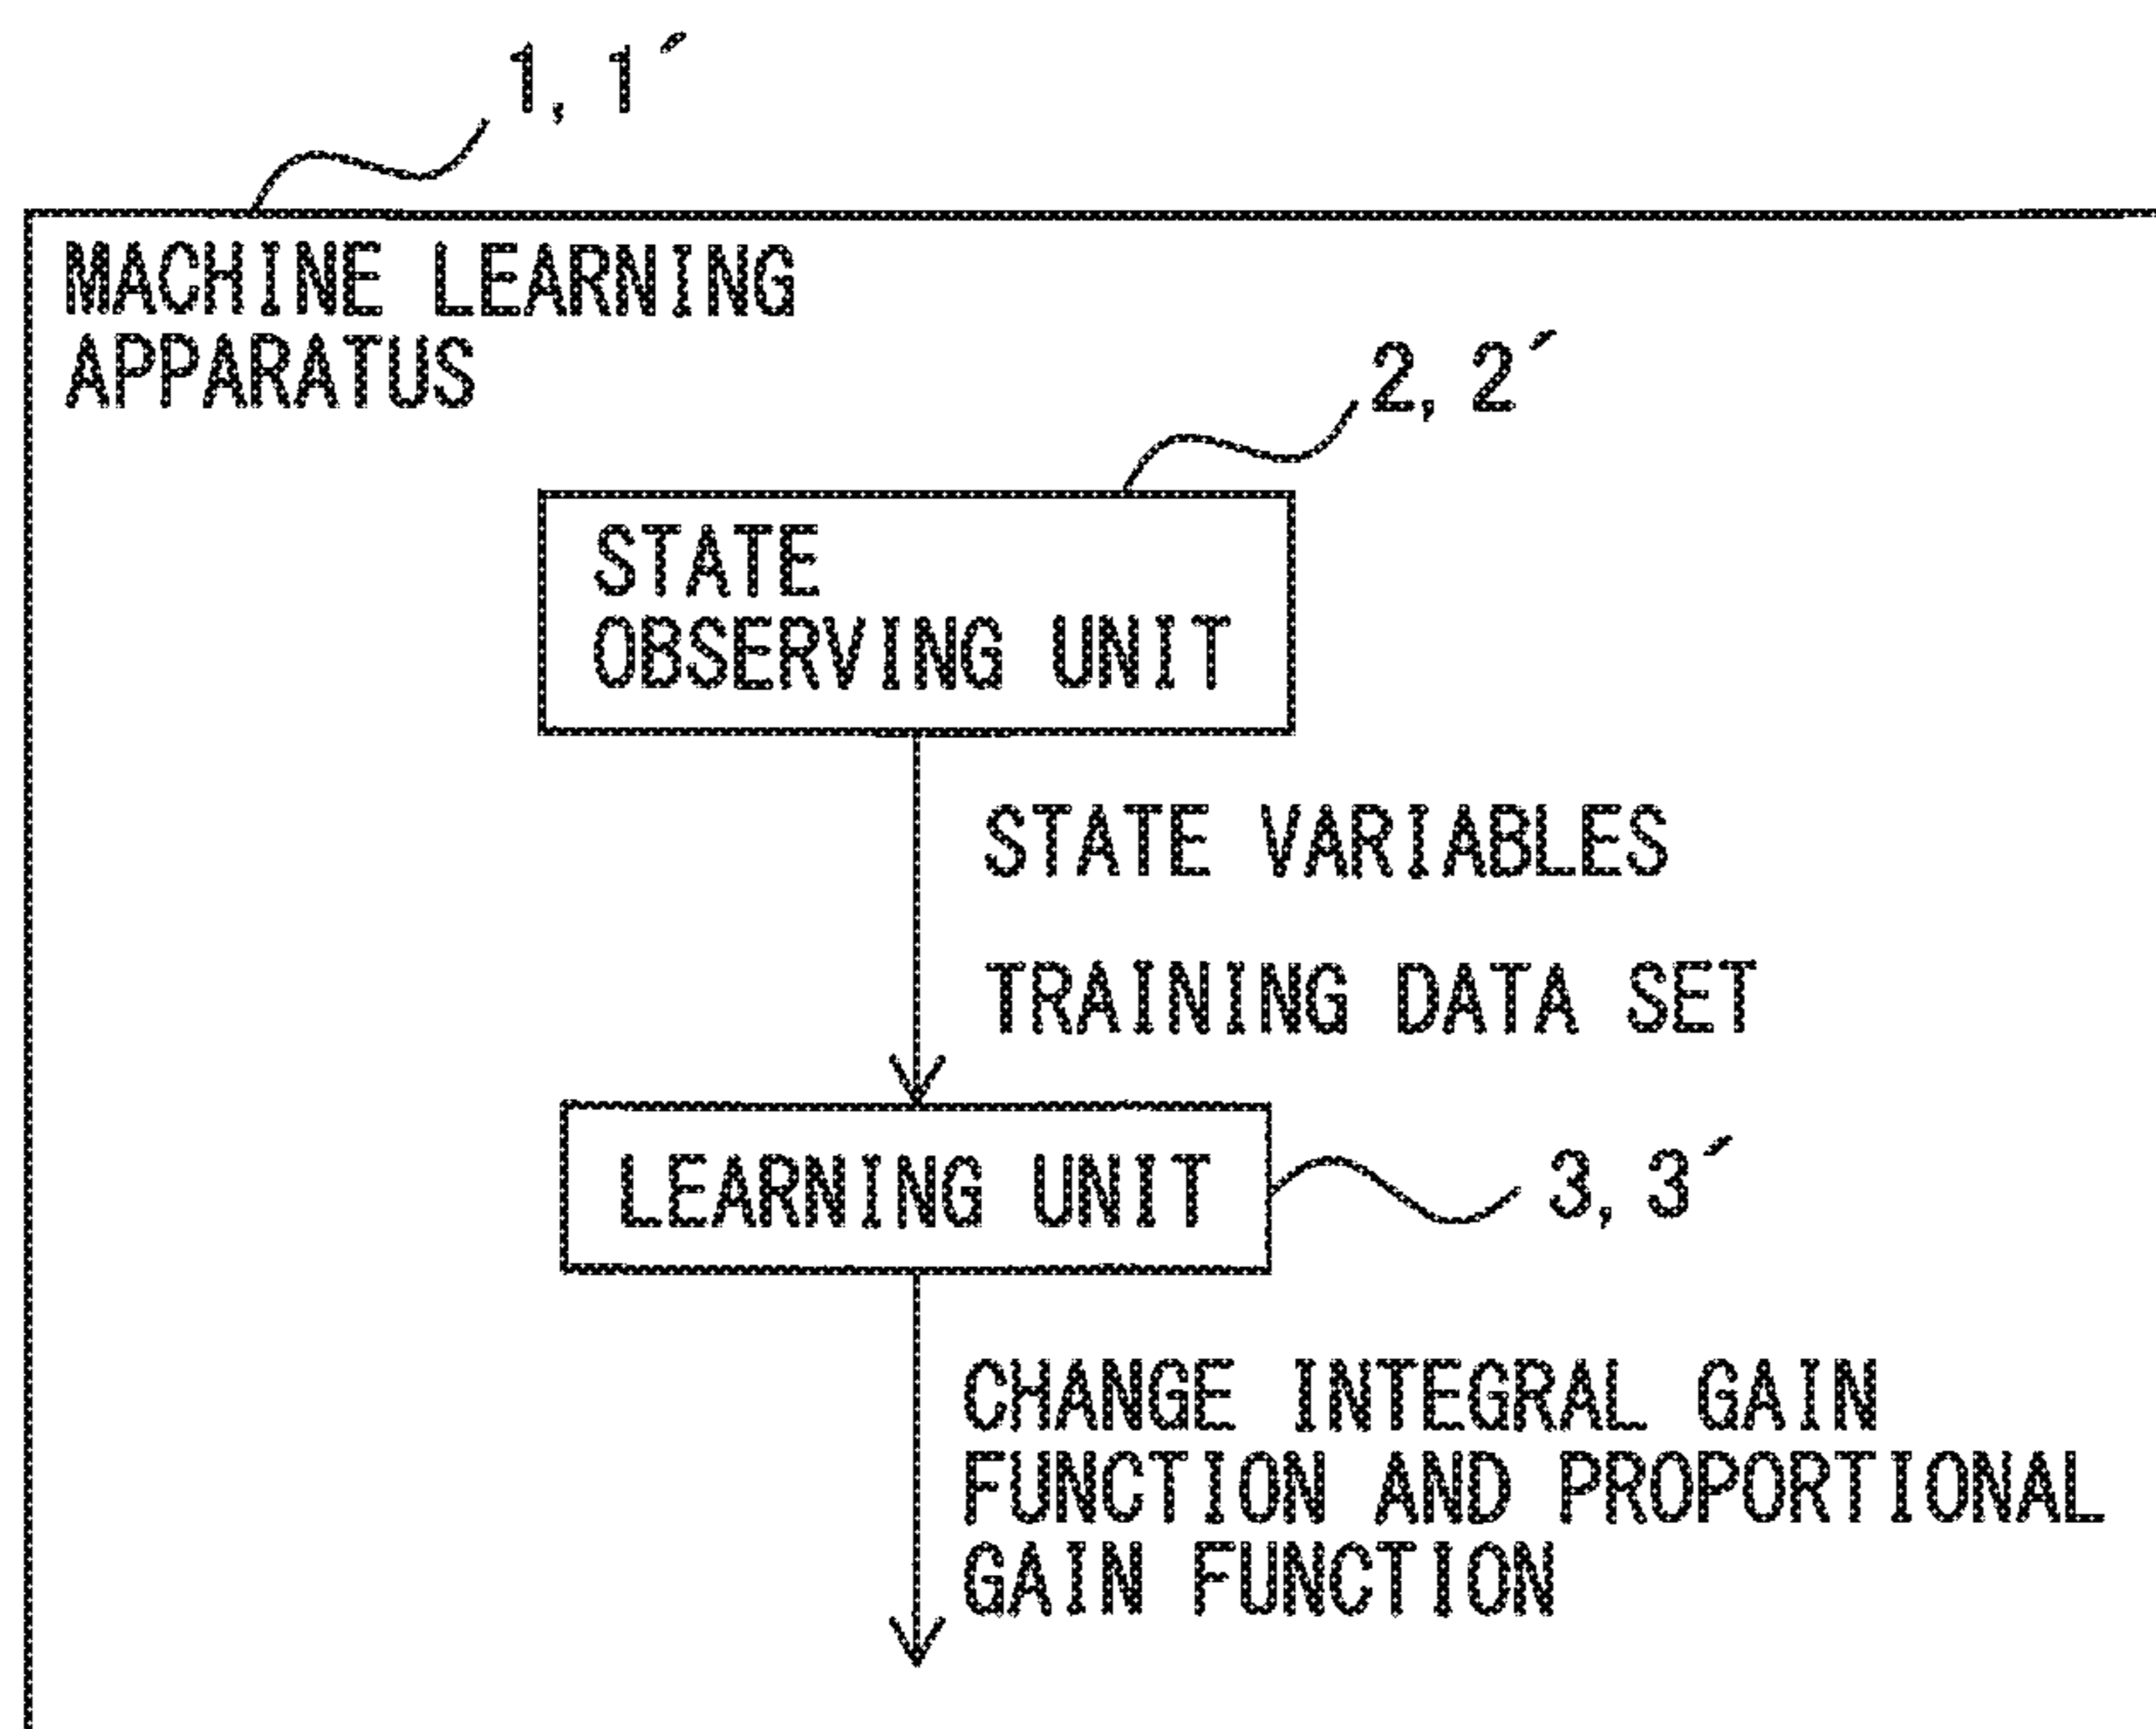 1, 1´
MACHINE LEARNING
APPARATUS
2, 2´
STATE
OBSERVING UNIT
STATE VARIABLES
TRAINING DATA SET
LEARNING UNIT
3, 3´
CHANGE INTEGRAL GAIN
FUNCTION AND PROPORTIONAL
GAIN FUNCTION